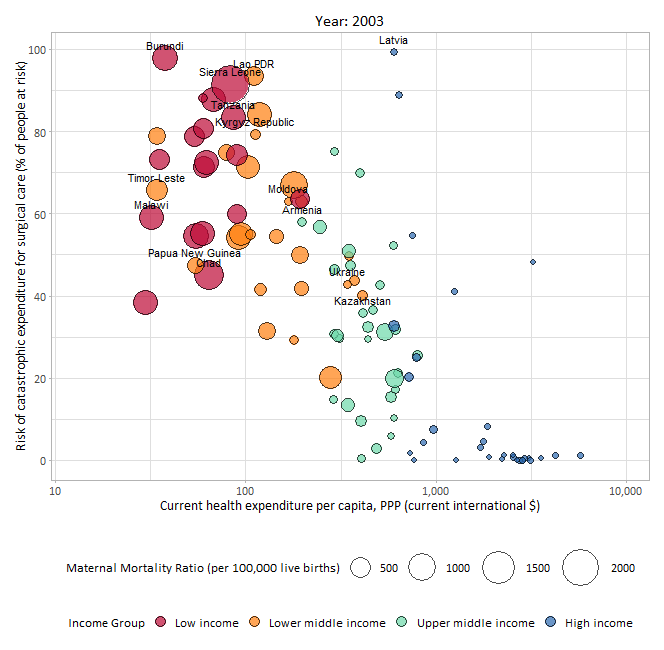 Year: 2003
Risk of catastrophic expenditure for surgical care (% of people at risk)
100
80
60
40
20
0
Latvia
Burundi
Lao PDR
Sierra Leone
Tanzania
Kyrgyz Republic
Timor-Leste
Moldova
Malawi
Armenia
Papua New Guinea
Chad
Ukraine
Kazakhstan
10
100
1,000
10,000
Current health expenditure per capita, PPP (current international $)
Maternal Mortality Ratio (per 100,000 live births) 500 1000 1500 2000
Income Group Low income Lower middle income Upper middle income High income